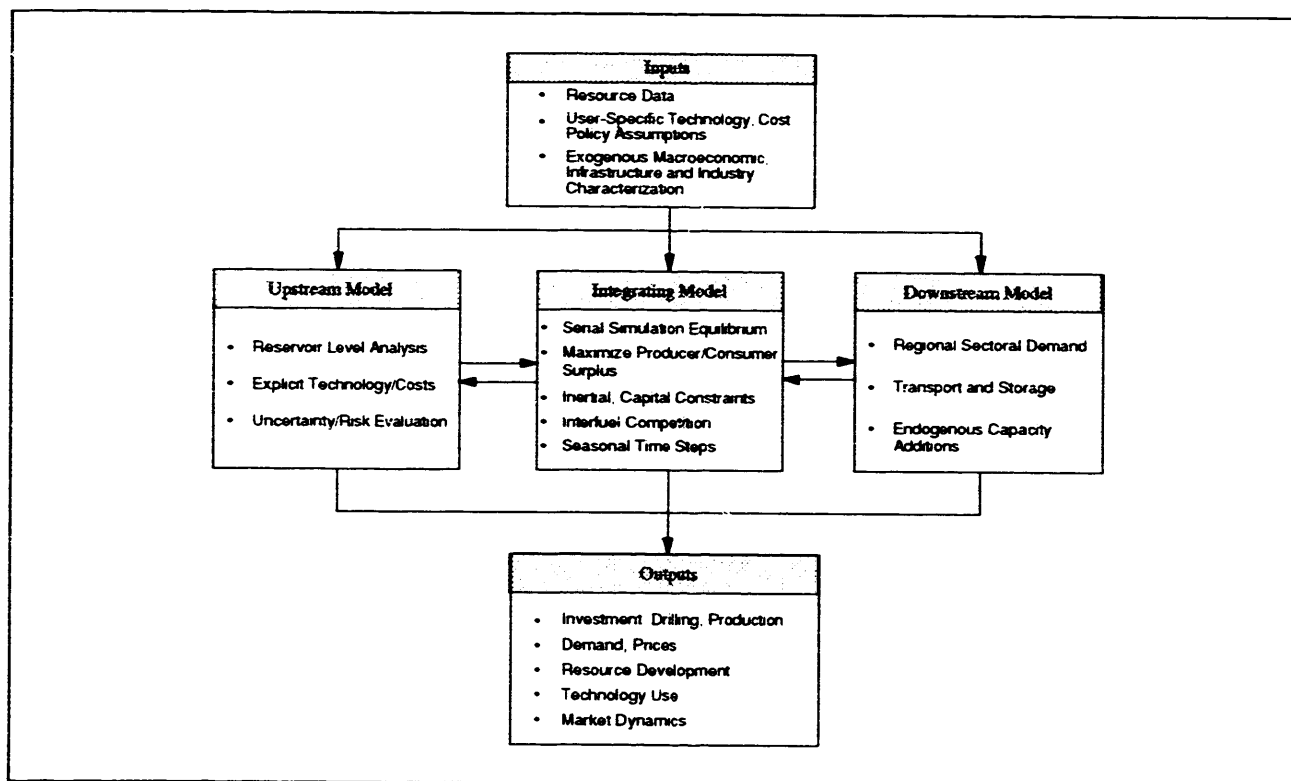 Inputs
• Resource Data
• User-Specific Technology, Cost
Policy Assumptions
• Exogenous Macroeconomic,
Infrastructure and Industry
Characterization
Upstream Model
• Reservoir Level Analysis
• Explicit Technology/Costs
• Uncertainty/Risk Evaluation
Integrating Model
• Serial Simulation Equilibrium
• Maximize Producer/Consumer
Surplus
• Inertial, Capital Constraints
• Interfuel Competition
• Seasonal Time Steps
Downstream Model
• Regional Sectoral Demand
• Transport and Storage
• Endogenous Capacity
Additions
Outputs
• Investment Drilling, Production
• Demand, Prices
• Resource Development
• Technology Use
• Market Dynamics